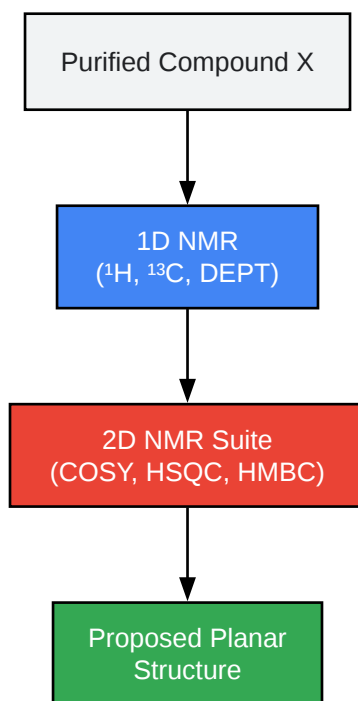 Purified Compound X
1D NMR
(¹H, ¹³C, DEPT)
2D NMR Suite
(COSY, HSQC, HMBC)
Proposed Planar
Structure